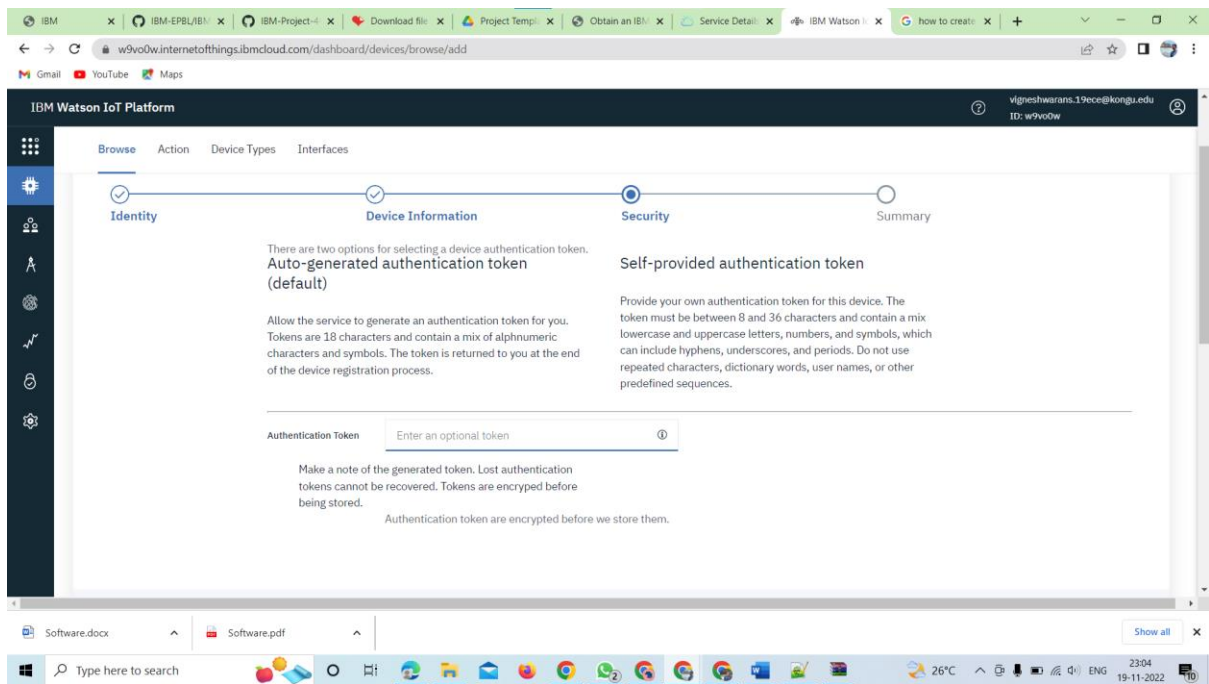 IBM
IBM-EPBL/IBM
IBM-Project-4
Download file
Project Templ
Obtain an IBM
Service Details
IBM Watson I
how to create
w9vo0w.internetofthings.ibmcloud.com/dashboard/devices/browse/add
Gmail YouTube Maps
IBM Watson IoT Platform
vigneshwarans.19ece@kongu.edu
ID: w9vo0w
Browse Action Device Types Interfaces
Identity Device Information Security Summary
There are two options for selecting a device authentication token.
Auto-generated authentication token
(default)
Allow the service to generate an authentication token for you.
Tokens are 18 characters and contain a mix of alphnumeric
characters and symbols. The token is returned to you at the end
of the device registration process.
Self-provided authentication token
Provide your own authentication token for this device. The
token must be between 8 and 36 characters and contain a mix
lowercase and uppercase letters, numbers, and symbols, which
can include hyphens, underscores, and periods. Do not use
repeated characters, dictionary words, user names, or other
predefined sequences.
Authentication Token Enter an optional token
Make a note of the generated token. Lost authentication
tokens cannot be recovered. Tokens are encryped before
being stored.
Authentication token are encrypted before we store them.
Software.docx Software.pdf Show all
Type here to search
26°C ENG
23:04
19-11-2022